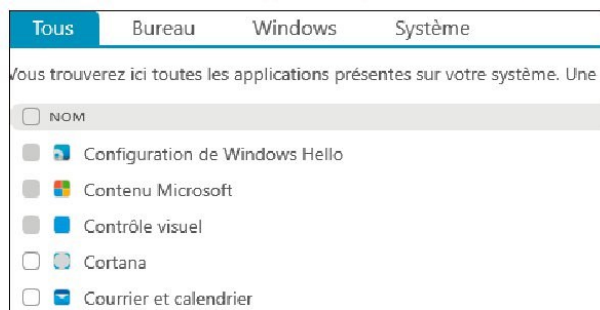 Tous Bureau Windows Système
Vous trouverez ici toutes les applications présentes sur votre système. Une
NOM
Configuration de Windows Hello
Contenu Microsoft
Contrôle visuel
Cortana
Courrier et calendrier